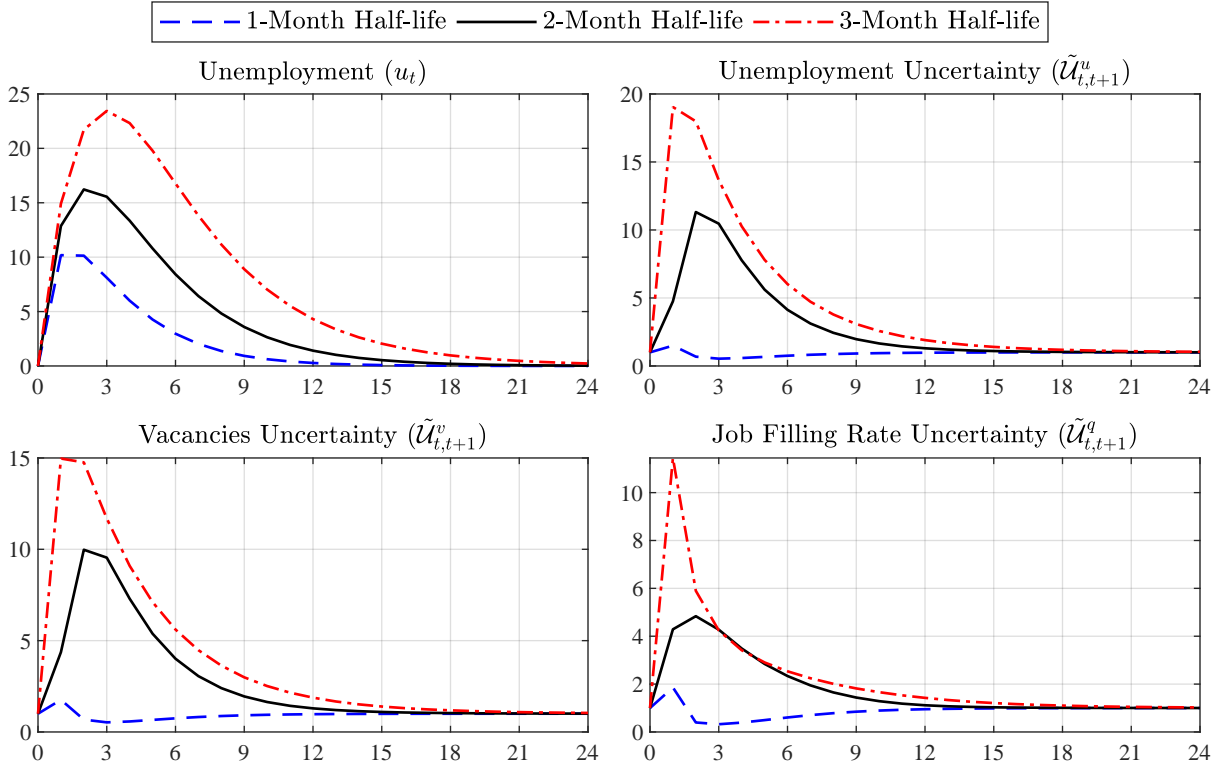 1-Month Half-life 2-Month Half-life 3-Month Half-life
Unemployment (u_t)
25
20
15
10
5
0
0 3 6 9 12 15 18 21 24
Unemployment Uncertainty (Ũ^u_{t,t+1})
20
15
10
5
0
0 3 6 9 12 15 18 21 24
Vacancies Uncertainty (Ũ^v_{t,t+1})
15
10
5
0
0 3 6 9 12 15 18 21 24
Job Filling Rate Uncertainty (Ũ^q_{t,t+1})
10
8
6
4
2
0
0 3 6 9 12 15 18 21 24